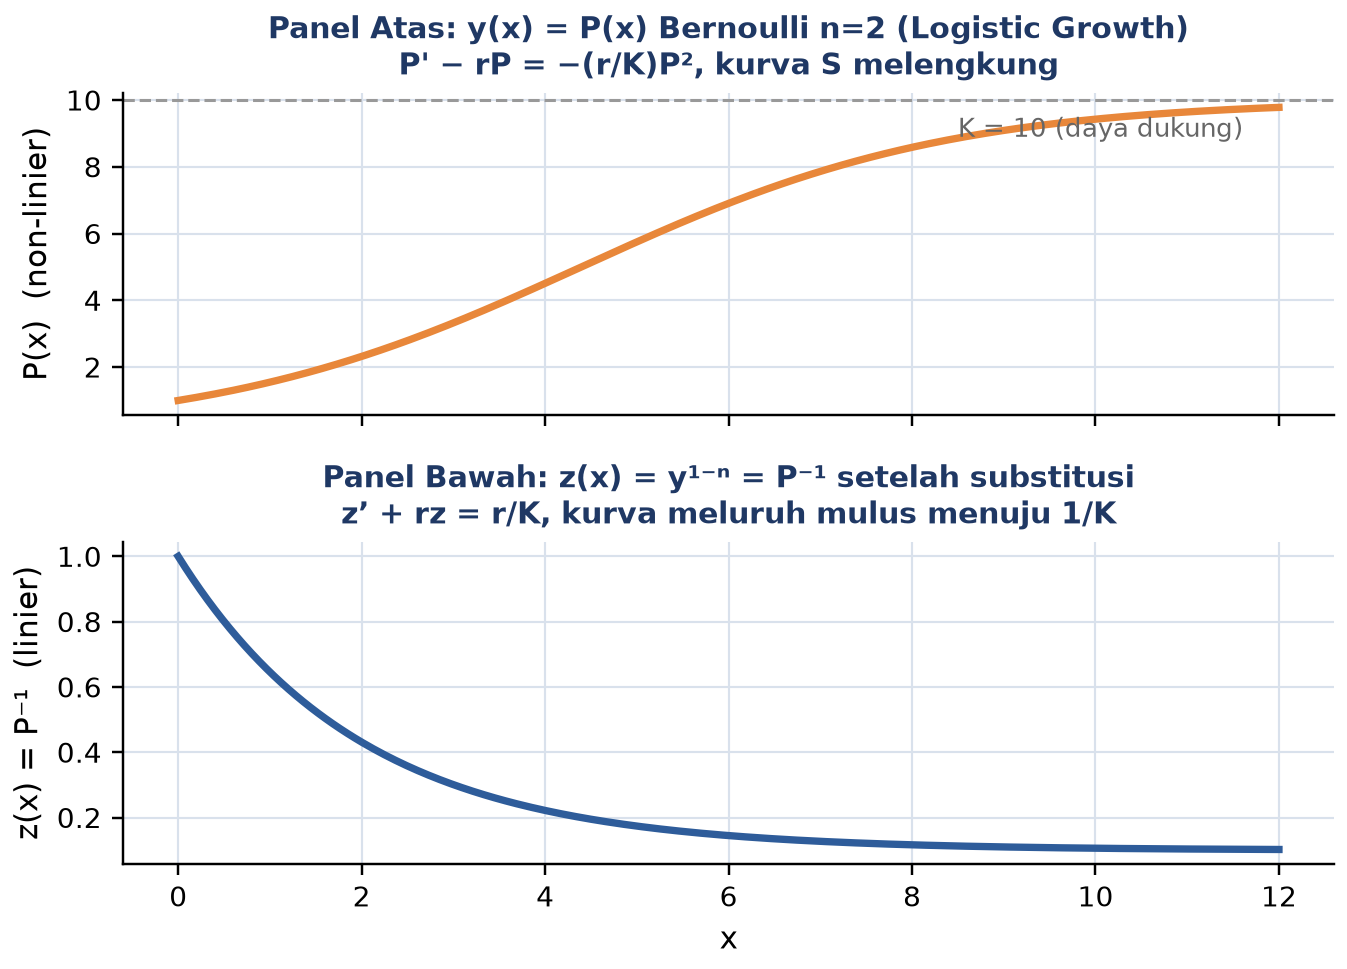 Panel Atas: y(x) = P(x) Bernoulli n=2 (Logistic Growth)
P' − rP = −(r/K)P², kurva S melengkung
10
8
6
4
2
P(x) (non-linier)
K = 10 (daya dukung)
Panel Bawah: z(x) = y¹⁻ⁿ = P⁻¹ setelah substitusi
z’ + rz = r/K, kurva meluruh mulus menuju 1/K
1.0
0.8
0.6
0.4
0.2
z(x) = P⁻¹ (linier)
0 2 4 6 8 10 12
x